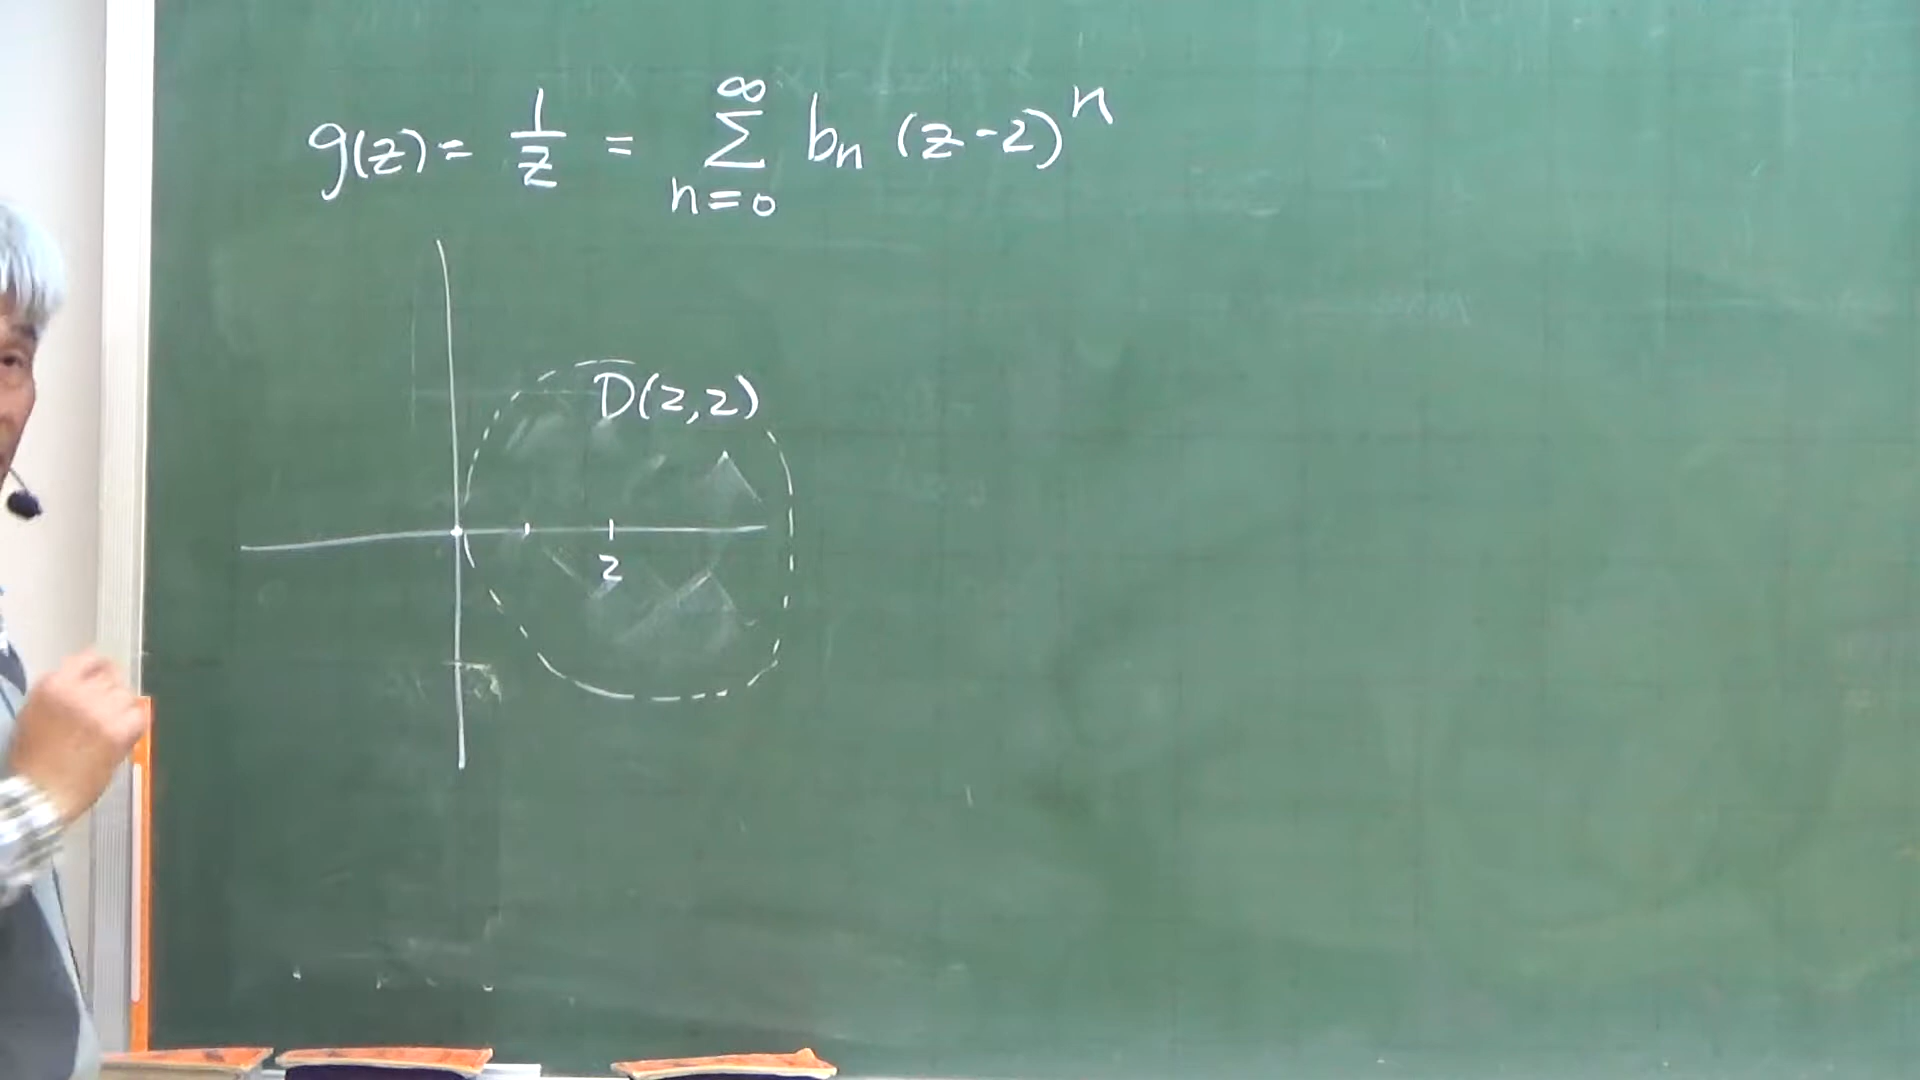 g(z) = 1/z = ∑_{n=0}^{∞} b_n (z-2)^n
D(2,2)
2